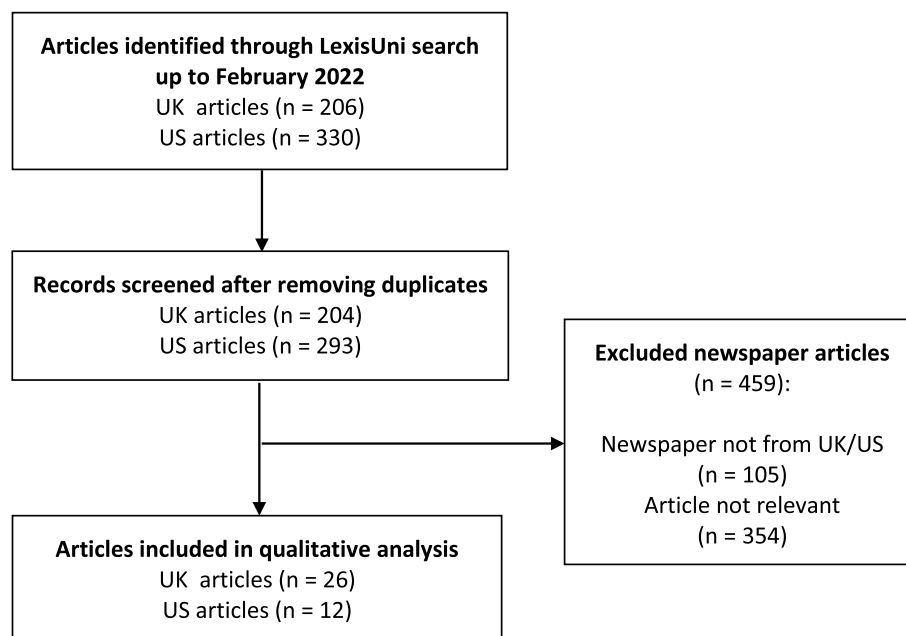 Articles identified through LexisUni search
up to February 2022
UK  articles (n = 206)
US articles (n = 330)
Records screened after removing duplicates
UK articles (n = 204)
US articles (n = 293)
Excluded newspaper articles
(n = 459):
Newspaper not from UK/US
(n = 105)
Article not relevant
(n = 354)
Articles included in qualitative analysis
UK  articles (n = 26)
US articles (n = 12)